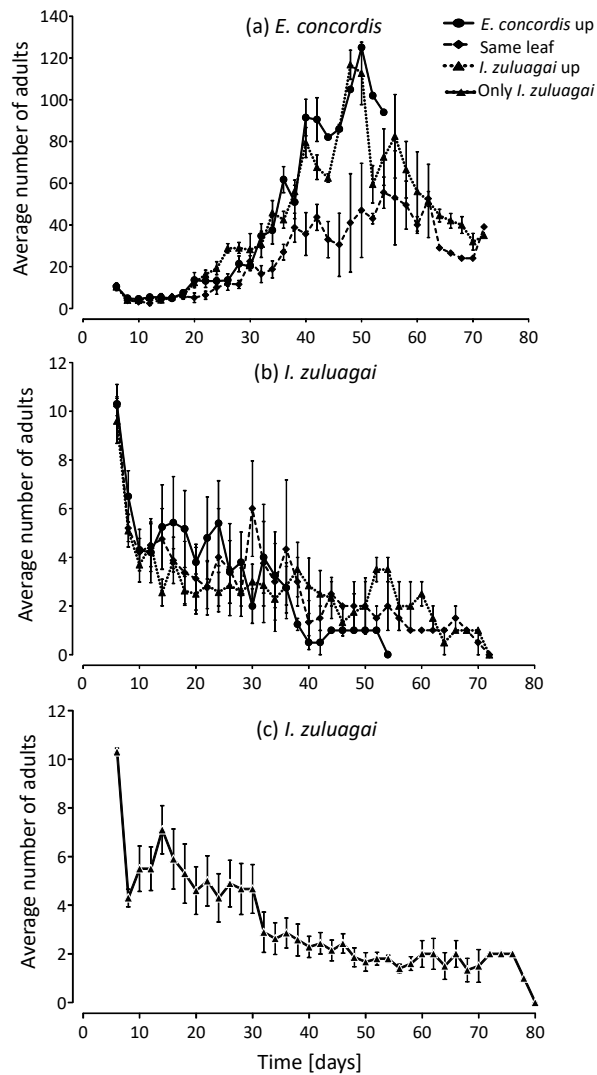 (a) E. concordis
E. concordis up
Same leaf
I. zuluagai up
Only I. zuluagai
Average number of adults
140
120
100
80
60
40
20
0
0 10 20 30 40 50 60 70 80
(b) I. zuluagai
Average number of adults
12
10
8
6
4
2
0
0 10 20 30 40 50 60 70 80
(c) I. zuluagai
Average number of adults
12
10
8
6
4
2
0
0 10 20 30 40 50 60 70 80
Time [days]